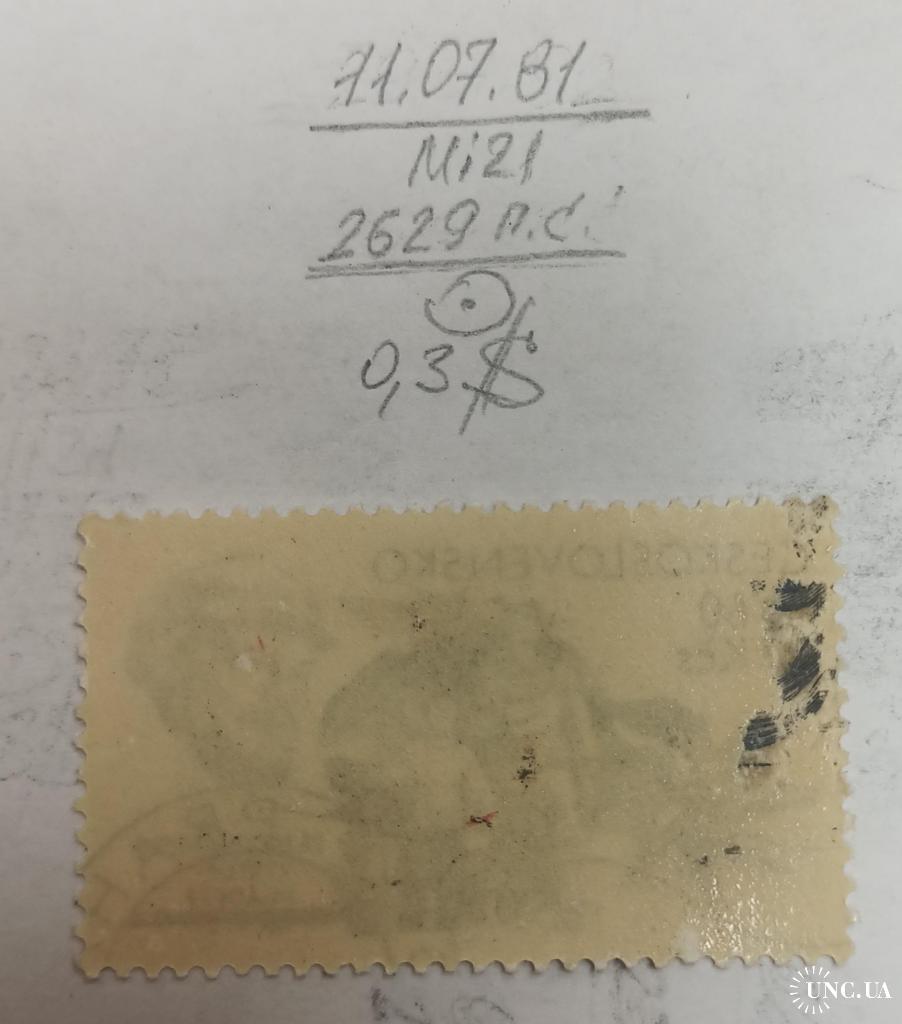 11.07.81
Mi21
2629 п.с.
0,3 $
ČESKOSLOVENSKO
UNC.UA